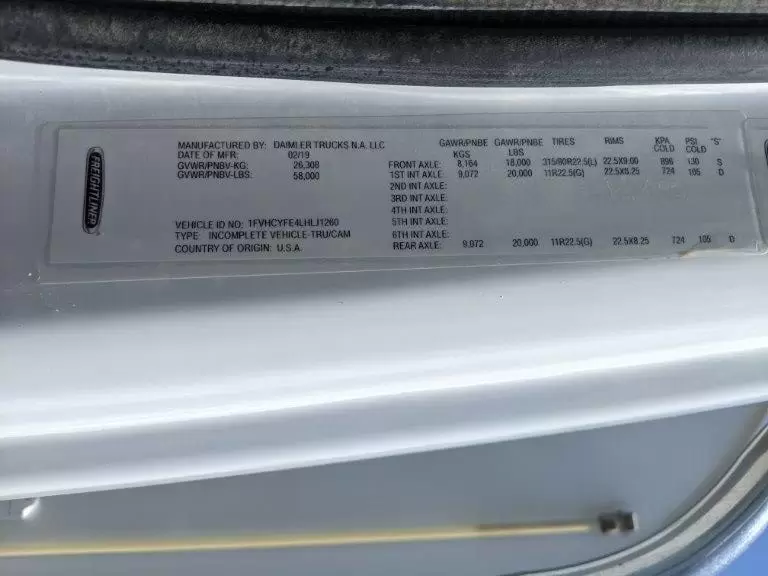 FREIGHTLINER
MANUFACTURED BY: DAIMLER TRUCKS N.A. LLC
DATE OF MFR: 02/19
GVWR/PNBV-KG: 26,308
GVWR/PNBV-LBS: 58,000
VEHICLE ID NO: 1FVHCYFE4LHLJ1260
TYPE: INCOMPLETE VEHICLE-TRU/CAM
COUNTRY OF ORIGIN: U.S.A.
GAWR/PNBE GAWR/PNBE TIRES RIMS KPA PSI "S"
KGS LBS COLD COLD
FRONT AXLE: 8,164 18,000 315/80R22.5(L) 22.5X9.00 896 130 S
1ST INT AXLE: 9,072 20,000 11R22.5(G) 22.5X8.25 724 105 D
2ND INT AXLE:
3RD INT AXLE:
4TH INT AXLE:
5TH INT AXLE:
6TH INT AXLE:
REAR AXLE: 9,072 20,000 11R22.5(G) 22.5X8.25 724 105 D